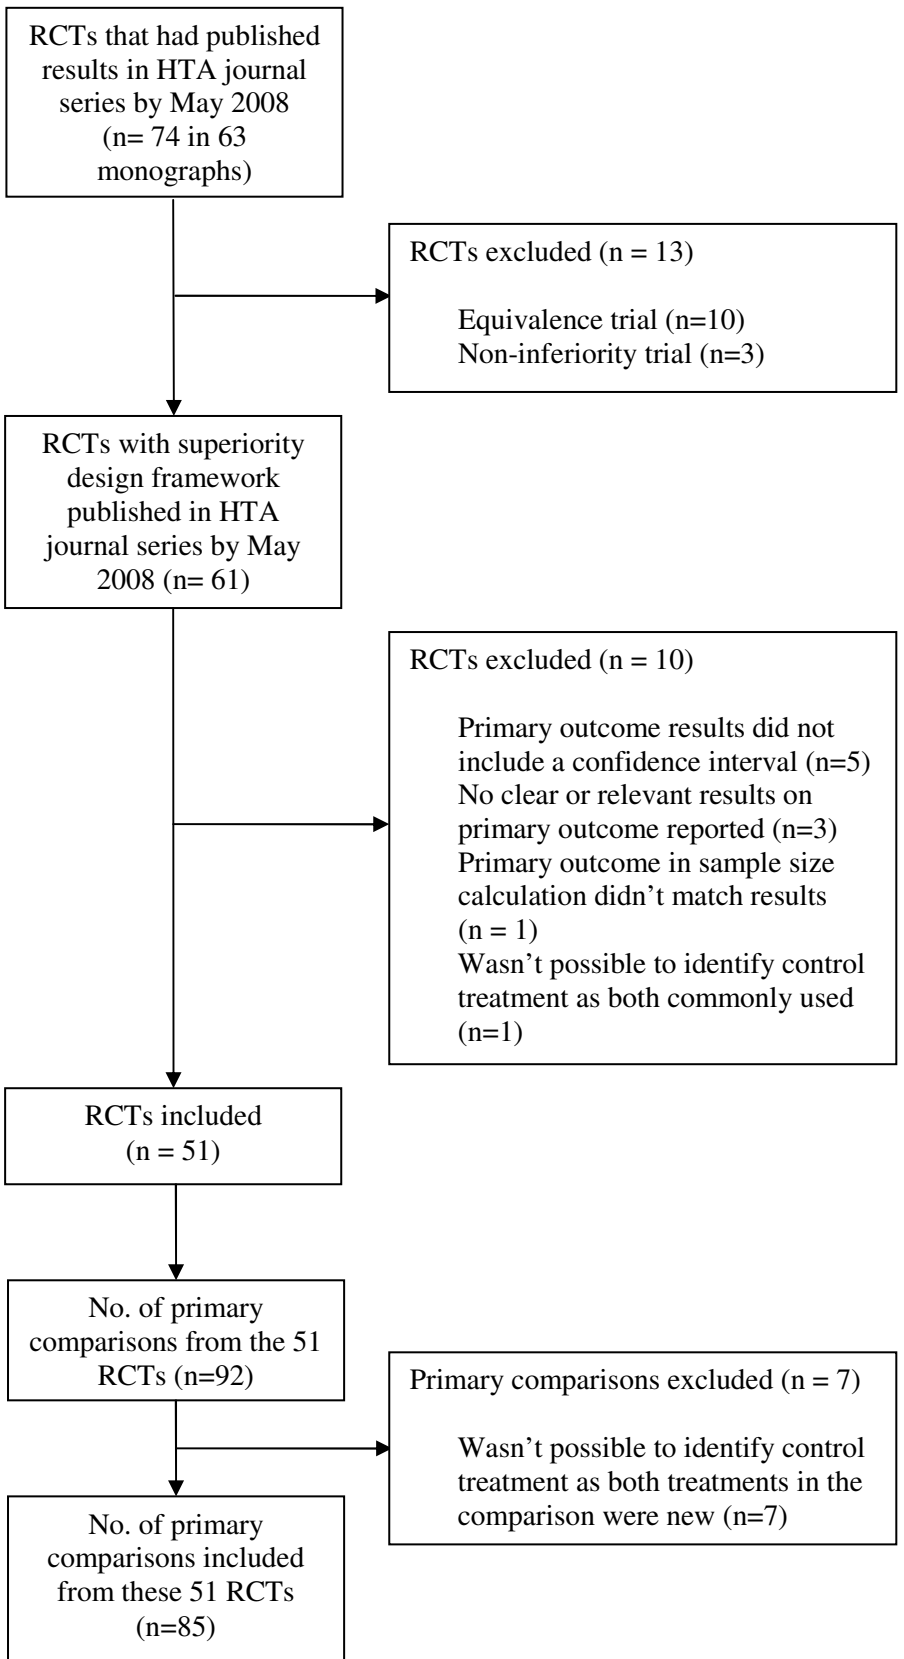 RCTs that had published
results in HTA journal
series by May 2008
(n= 74 in 63
monographs)
RCTs excluded (n = 13)
Equivalence trial (n=10)
Non-inferiority trial (n=3)
RCTs with superiority
design framework
published in HTA
journal series by May
2008 (n= 61)
RCTs excluded (n = 10)
Primary outcome results did not
include a confidence interval (n=5)
No clear or relevant results on
primary outcome reported (n=3)
Primary outcome in sample size
calculation didn’t match results
(n = 1)
Wasn’t possible to identify control
treatment as both commonly used
(n=1)
RCTs included
(n = 51)
No. of primary
comparisons from the 51
RCTs (n=92)
Primary comparisons excluded (n = 7)
Wasn’t possible to identify control
treatment as both treatments in the
comparison were new (n=7)
No. of primary
comparisons included
from these 51 RCTs
(n=85)